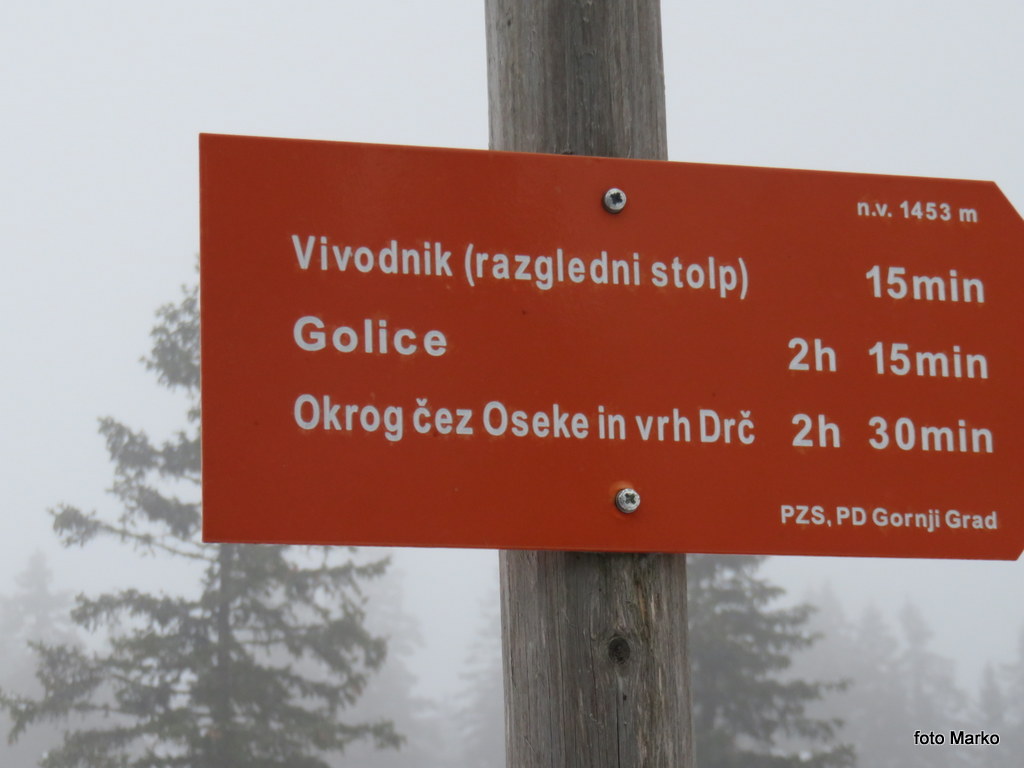 n.v. 1453 m
Vivodnik (razgledni stolp) 15min
Golice 2h 15min
Okrog čez Oseke in vrh Drč 2h 30min
PZS, PD Gornji Grad
foto Marko